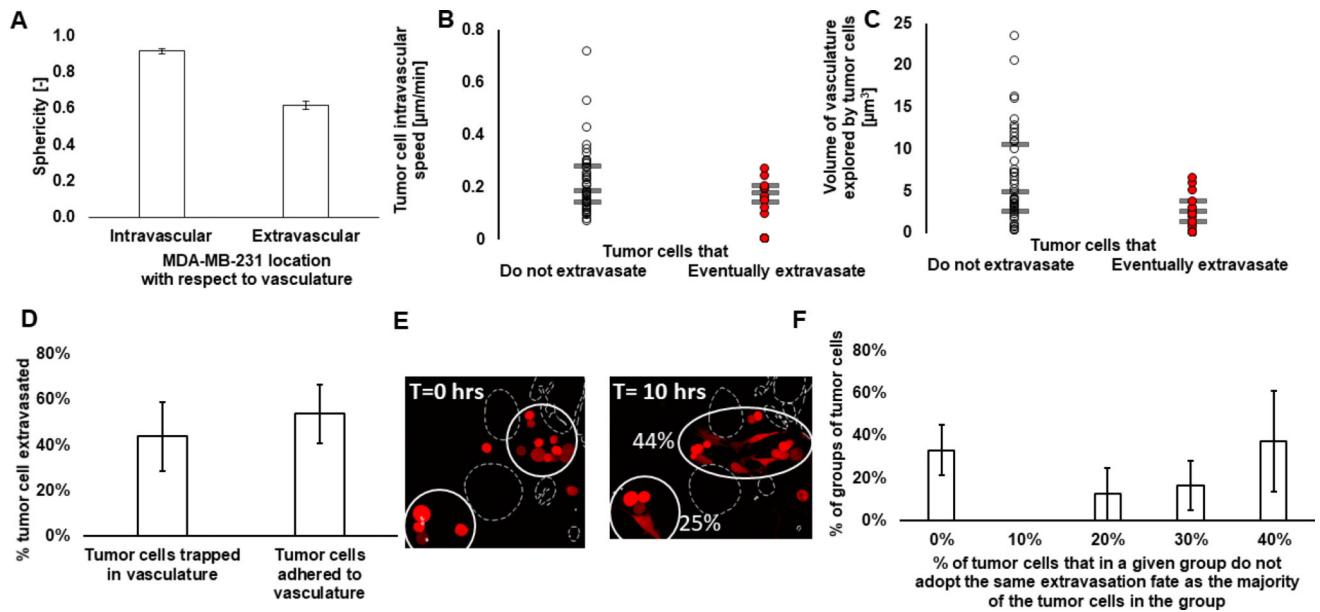 A
Sphericity [-]
1.0
0.8
0.6
0.4
0.2
0.0
Intravascular
Extravascular
MDA-MB-231 location
with respect to vasculature
B
Tumor cell intravascular
speed [µm/min]
0.8
0.6
0.4
0.2
0
Tumor cells that
Do not extravasate
Eventually extravasate
C
Volume of vasculature
explored by tumor cells
[µm³]
25
20
15
10
5
0
Tumor cells that
Do not extravasate
Eventually extravasate
D
% tumor cell extravasated
80%
60%
40%
20%
0%
Tumor cells trapped
in vasculature
Tumor cells
adhered to
vasculature
E
T=0 hrs
T= 10 hrs
44%
25%
F
% of groups of tumor cells
80%
60%
40%
20%
0%
0%
10%
20%
30%
40%
% of tumor cells that in a given group do not
adopt the same extravasation fate as the majority
of the tumor cells in the group